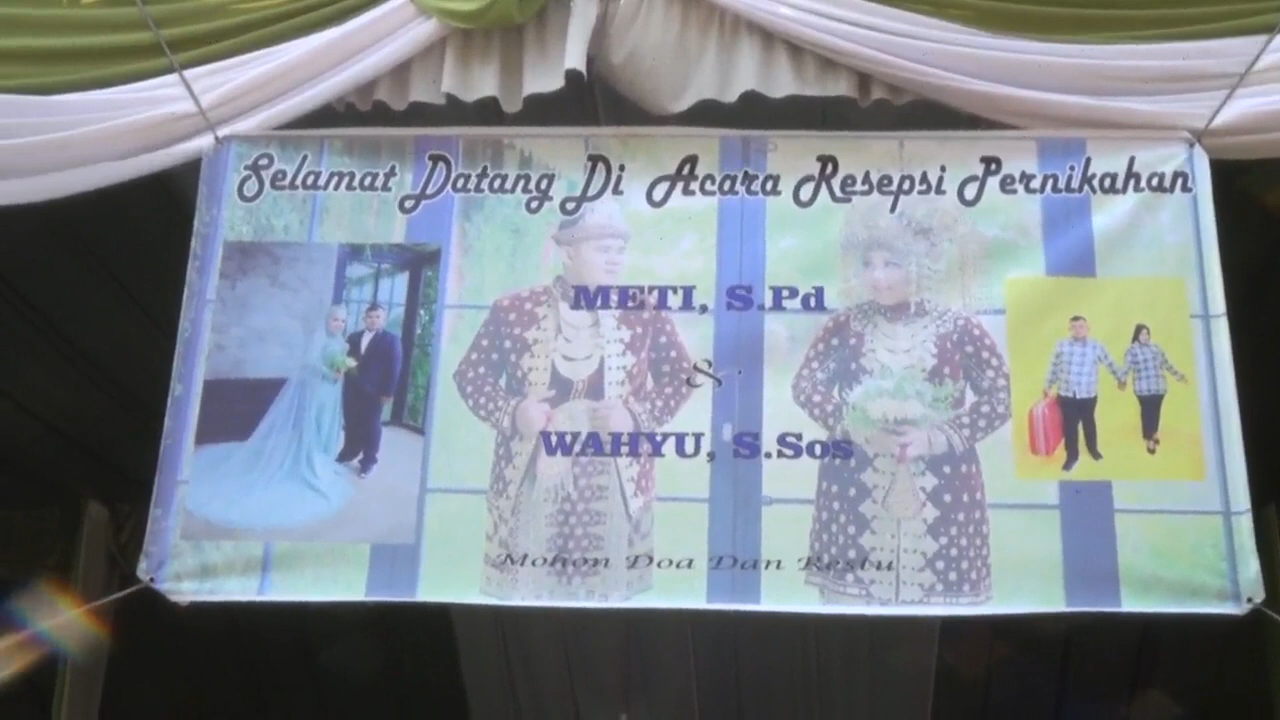 Selamat Datang Di Acara Resepsi Pernikahan
METI, S.Pd
&
WAHYU, S.Sos
Mohon Doa Dan Restu